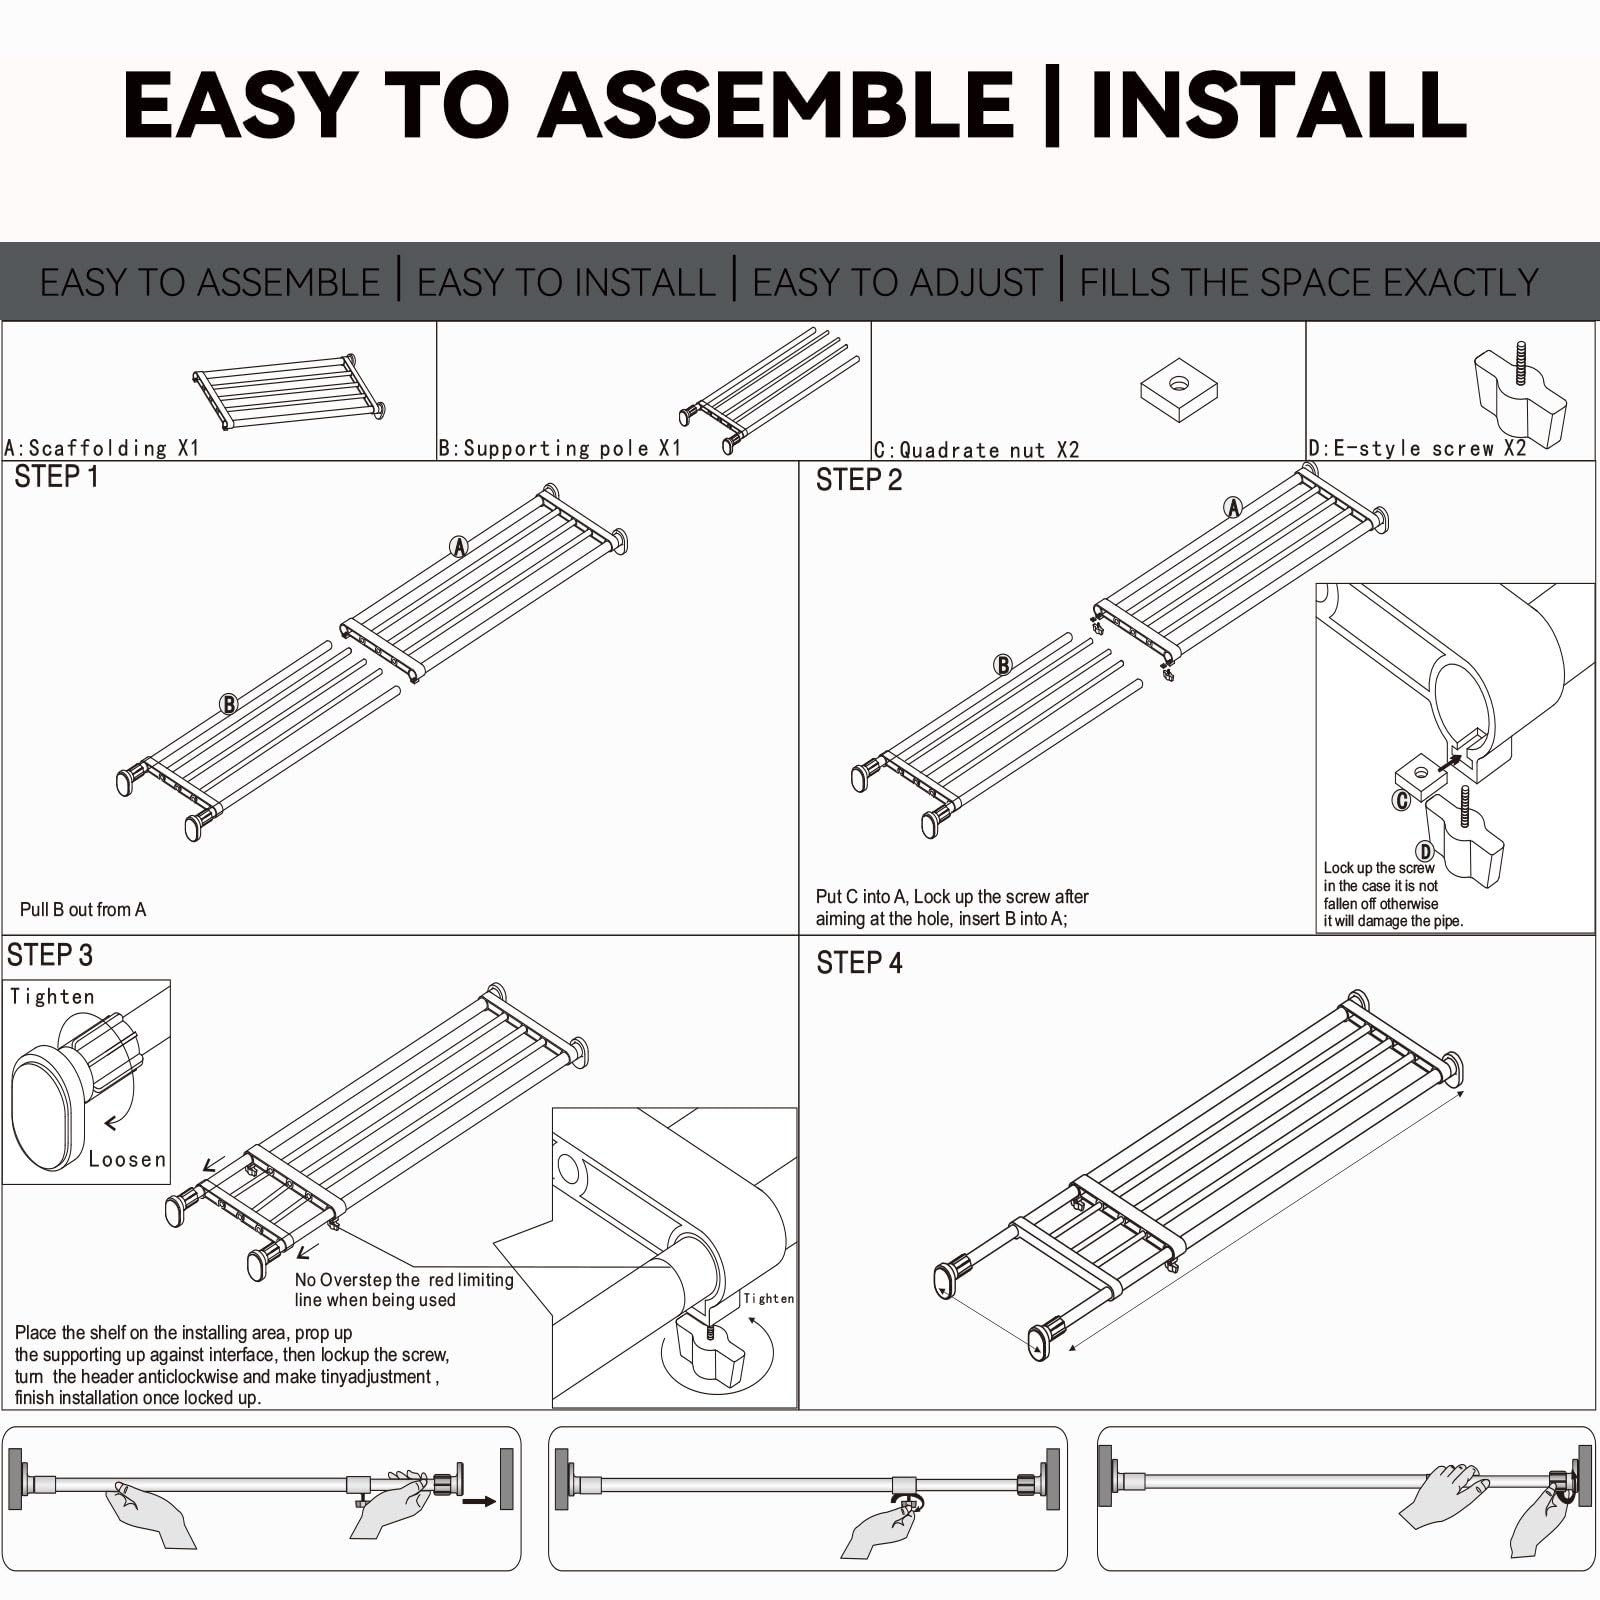 EASY TO ASSEMBLE | INSTALL
EASY TO ASSEMBLE | EASY TO INSTALL | EASY TO ADJUST | FILLS THE SPACE EXACTLY
A:Scaffolding X1
B:Supporting pole X1
C:Quadrate nut X2
D:E-style screw X2
STEP 1
A
B
Pull B out from A
STEP 2
A
B
C
D
Lock up the screw
in the case it is not
fallen off otherwise
it will damage the pipe.
Put C into A, Lock up the screw after
aiming at the hole, insert B into A;
STEP 3
Tighten
Loosen
No Overstep the red limiting
line when being used
Tighten
Place the shelf on the installing area, prop up
the supporting up against interface, then lockup the screw,
turn the header anticlockwise and make tinyadjustment ,
finish installation once locked up.
STEP 4